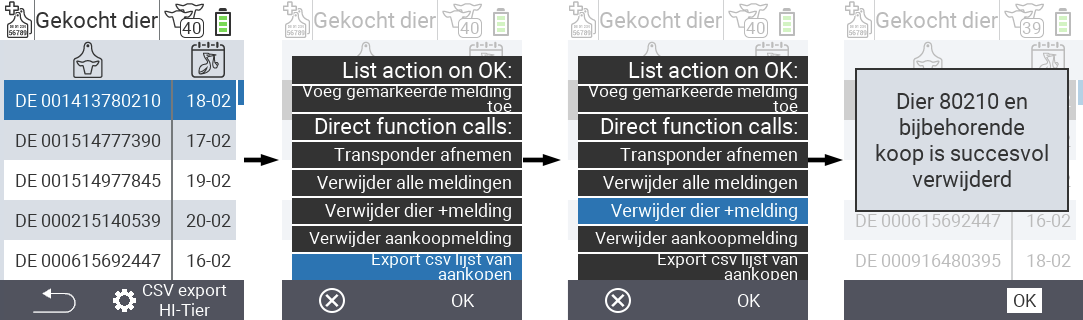 Gekocht dier
40
56789
DE 001413780210 18-02
DE 001514777390 17-02
DE 001514977845 19-02
DE 000215140539 20-02
DE 000615692447 16-02
CSV export
HI-Tier
Gekocht dier
40
56789
List action on OK:
Voeg gemarkeerde melding
toe
Direct function calls:
Transponder afnemen
Verwijder alle meldingen
Verwijder dier +melding
Verwijder aankoopmelding
Export csv lijst van
aankopen
OK
Gekocht dier
40
56789
List action on OK:
Voeg gemarkeerde melding
toe
Direct function calls:
Transponder afnemen
Verwijder alle meldingen
Verwijder dier +melding
Verwijder aankoopmelding
Export csv lijst van
aankopen
OK
Gekocht dier
39
56789
Dier 80210 en
bijbehorende
koop is succesvol
verwijderd
DE 000615692447 16-02
DE 000916480395 18-02
OK